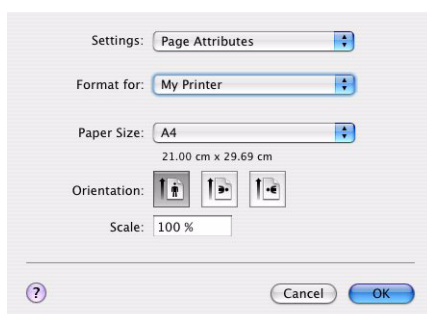 Settings: Page Attributes
Format for: My Printer
Paper Size: A4
21.00 cm x 29.69 cm
Orientation:
Scale: 100 %
? Cancel OK